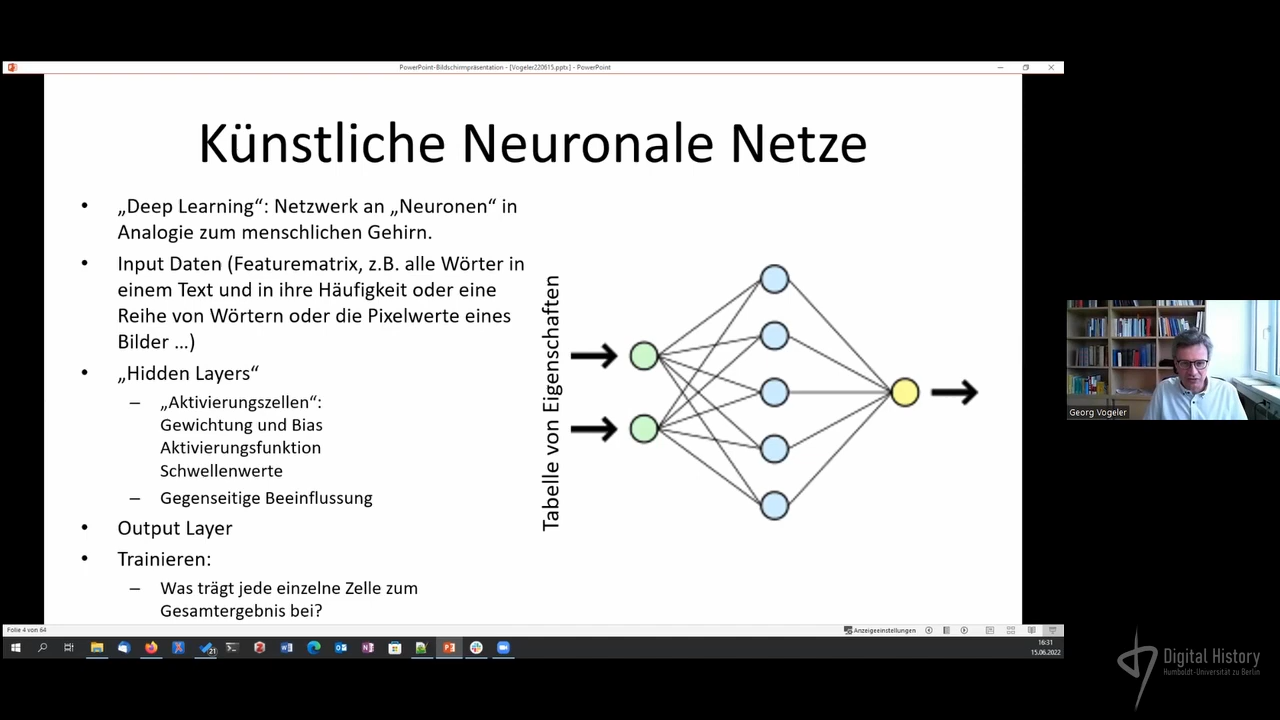 PowerPoint-Bildschirmpräsentation - [Vogeler220615.pptx] - PowerPoint
Künstliche Neuronale Netze
• „Deep Learning“: Netzwerk an „Neuronen“ in
Analogie zum menschlichen Gehirn.
• Input Daten (Featurematrix, z.B. alle Wörter in
einem Text und in ihre Häufigkeit oder eine
Reihe von Wörtern oder die Pixelwerte eines
Bilder ...)
• „Hidden Layers“
– „Aktivierungszellen“:
Gewichtung und Bias
Aktivierungsfunktion
Schwellenwerte
– Gegenseitige Beeinflussung
• Output Layer
• Trainieren:
– Was trägt jede einzelne Zelle zum
Gesamtergebnis bei?
Tabelle von Eigenschaften
Georg Vogeler
Folie 4 von 64
Anzeigeeinstellungen
21
16:31
15.06.2022
Digital History
Humboldt-Universität zu Berlin